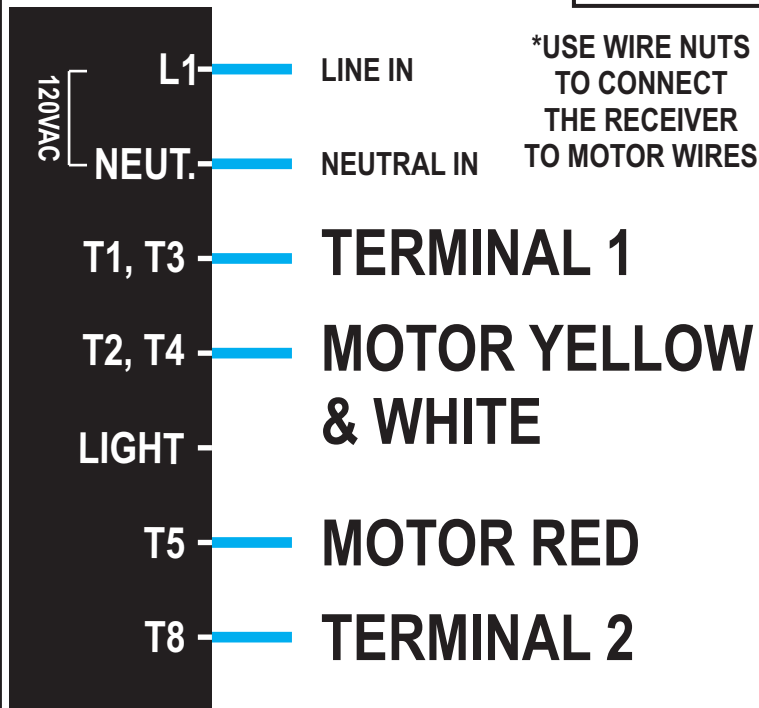 L1
LINE IN
*USE WIRE NUTS
TO CONNECT
THE RECEIVER
TO MOTOR WIRES
120VAC
NEUT.
NEUTRAL IN
T1, T3
TERMINAL 1
T2, T4
MOTOR YELLOW
& WHITE
LIGHT
T5
MOTOR RED
T8
TERMINAL 2